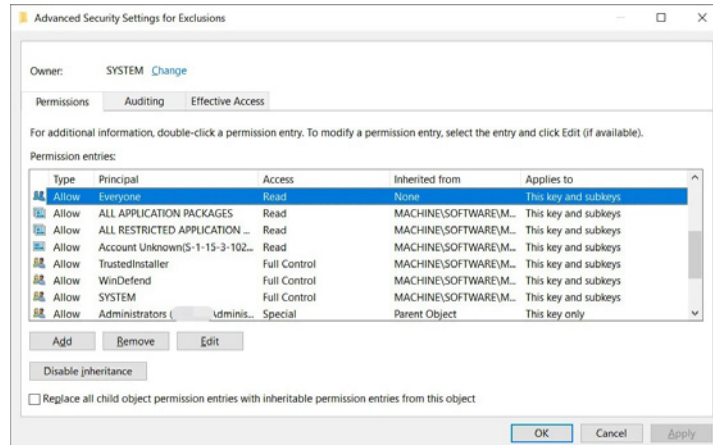 Advanced Security Settings for Exclusions
Owner: SYSTEM Change
Permissions Auditing Effective Access
For additional information, double-click a permission entry. To modify a permission entry, select the entry and click Edit (if available).
Permission entries:
Type Principal Access Inherited from Applies to
Allow Everyone Read None This key and subkeys
Allow ALL APPLICATION PACKAGES Read MACHINE\SOFTWARE\M... This key and subkeys
Allow ALL RESTRICTED APPLICATION ... Read MACHINE\SOFTWARE\M... This key and subkeys
Allow Account Unknown(S-1-15-3-102... Read MACHINE\SOFTWARE\M... This key and subkeys
Allow TrustedInstaller Full Control MACHINE\SOFTWARE\M... This key and subkeys
Allow WinDefend Full Control MACHINE\SOFTWARE\M... This key and subkeys
Allow SYSTEM Full Control MACHINE\SOFTWARE\M... This key and subkeys
Allow Administrators ( \Adminis... Special Parent Object This key only
Add Remove Edit
Disable inheritance
Replace all child object permission entries with inheritable permission entries from this object
OK Cancel Apply